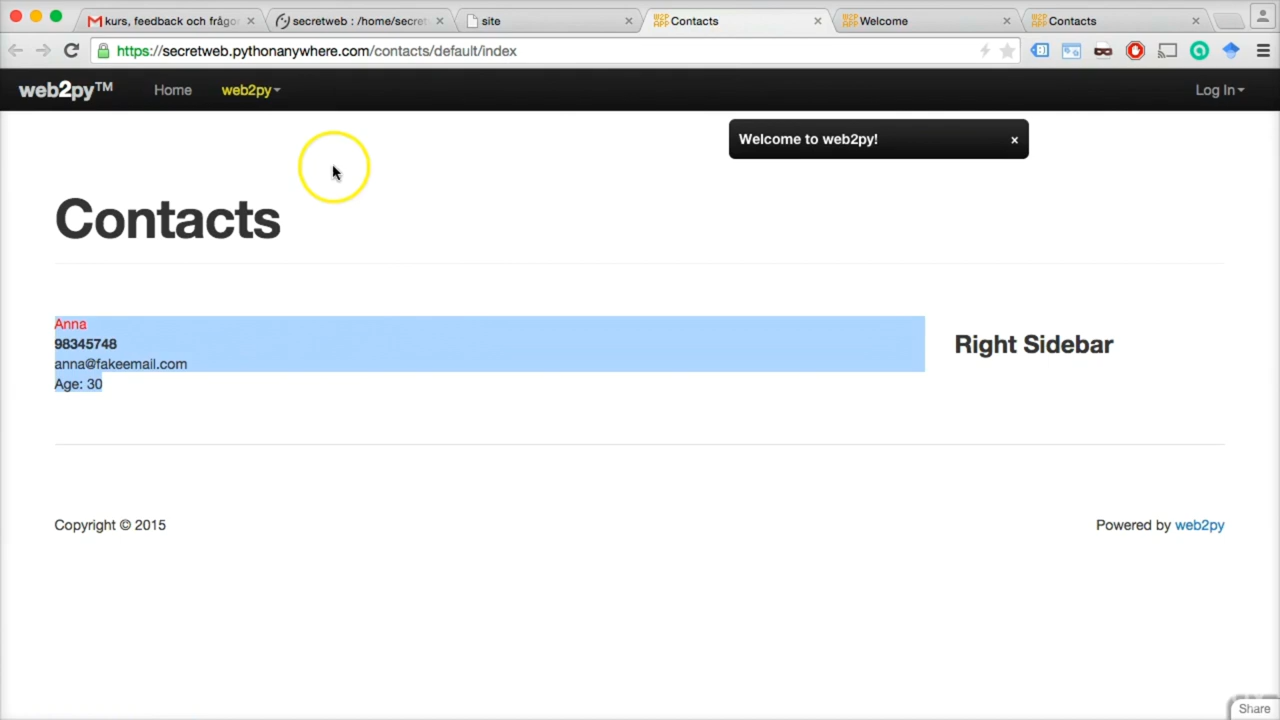 kurs, feedback och frågor
secretweb : /home/secret
site
Contacts
Welcome
Contacts
https://secretweb.pythonanywhere.com/contacts/default/index
web2py™ Home web2py Log In
Welcome to web2py! ×
Contacts
Anna
98345748
anna@fakeemail.com
Age: 30
Right Sidebar
Copyright © 2015
Powered by web2py
Share